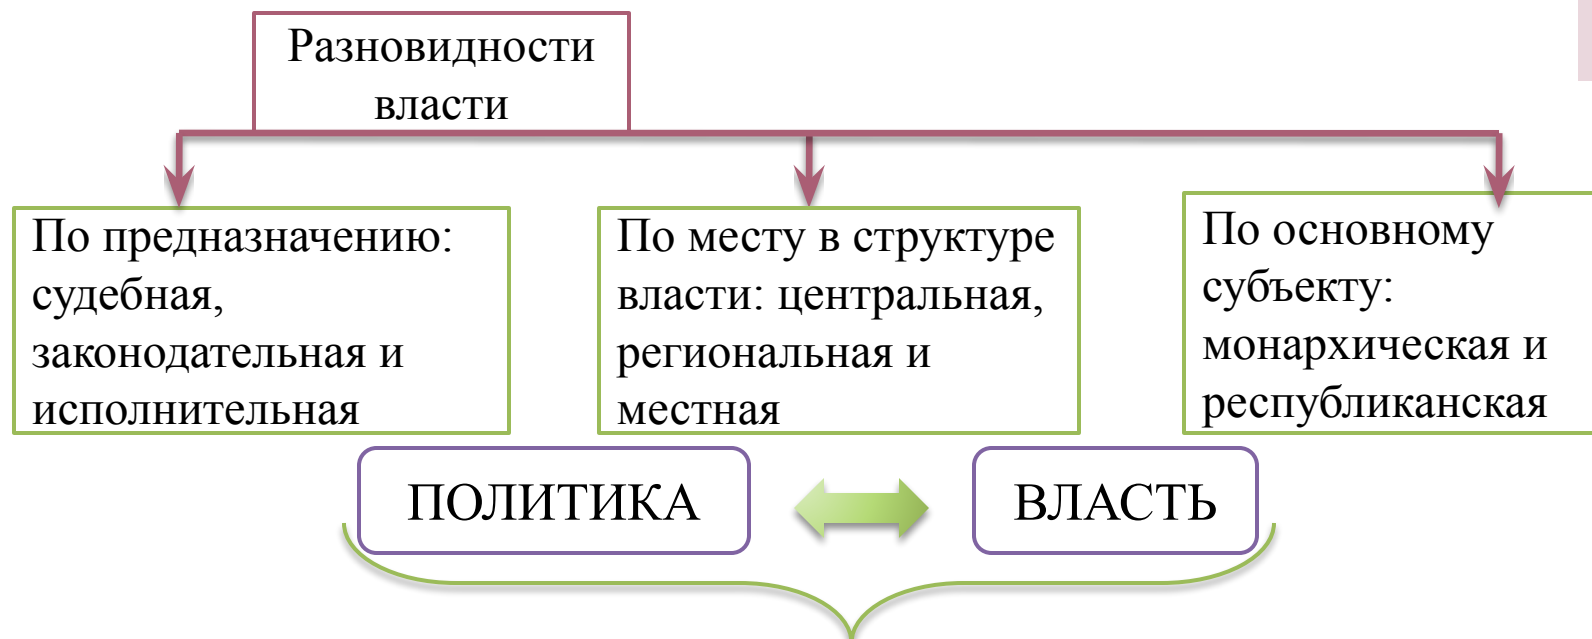 Разновидности
власти
По предназначению:
судебная,
законодательная и
исполнительная
По месту в структуре
власти: центральная,
региональная и
местная
По основному
субъекту:
монархическая и
республиканская
ПОЛИТИКА
ВЛАСТЬ